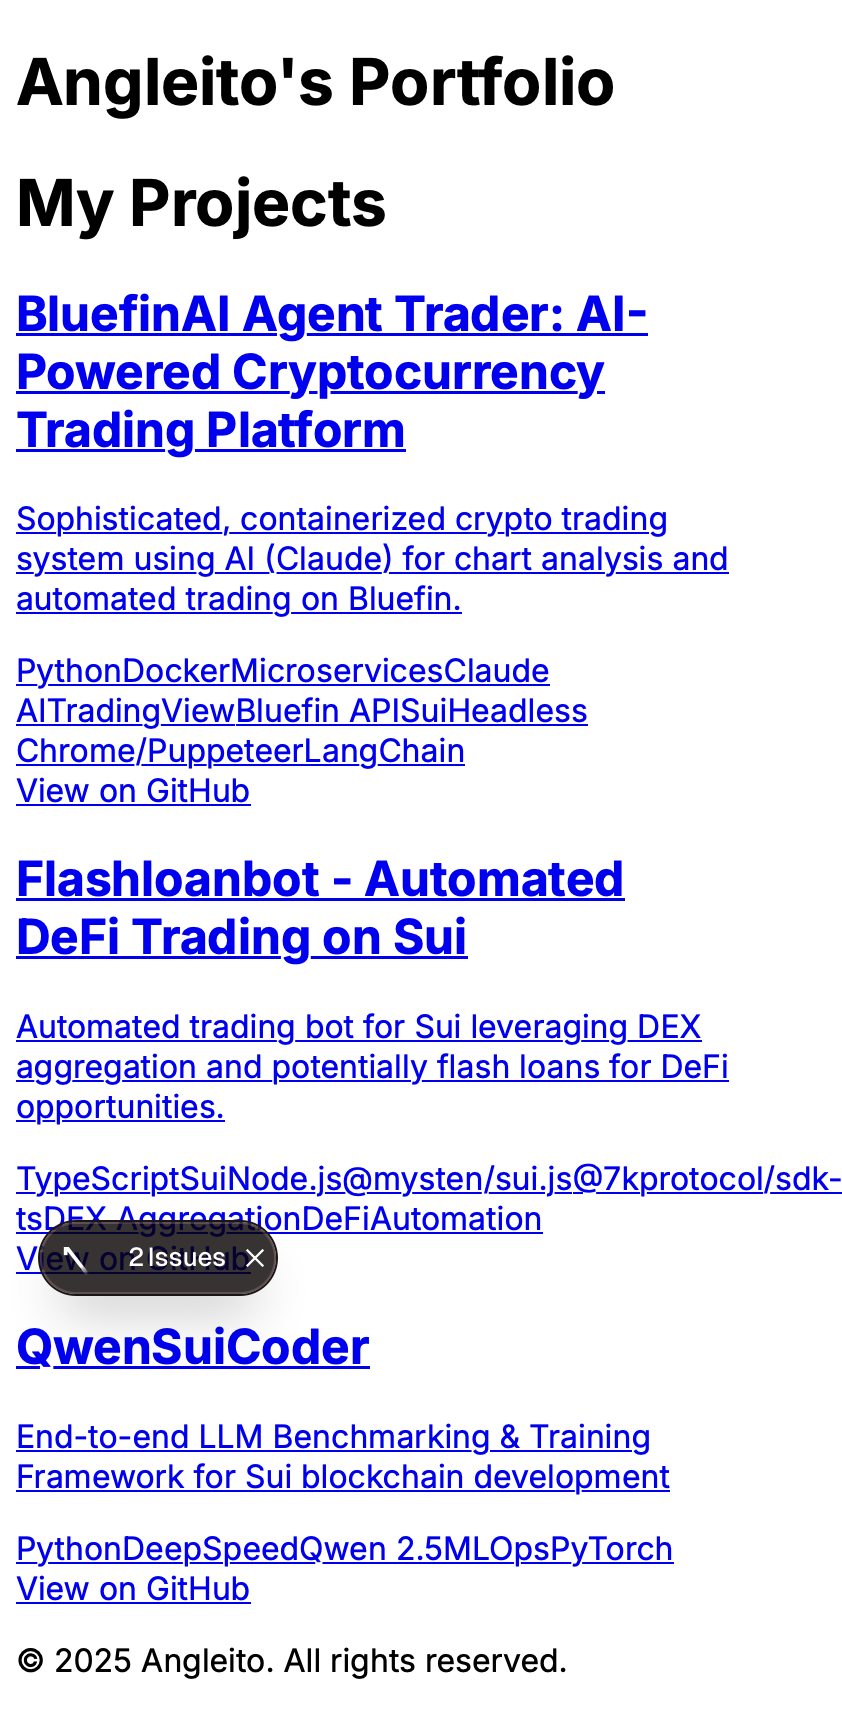 Angleito's Portfolio
My Projects
BluefinAI Agent Trader: AI-
Powered Cryptocurrency
Trading Platform
Sophisticated, containerized crypto trading
system using AI (Claude) for chart analysis and
automated trading on Bluefin.
PythonDockerMicroservicesClaude
AITradingViewBluefin APISuiHeadless
Chrome/PuppeteerLangChain
View on GitHub
Flashloanbot - Automated
DeFi Trading on Sui
Automated trading bot for Sui leveraging DEX
aggregation and potentially flash loans for DeFi
opportunities.
TypeScriptSuiNode.js@mysten/sui.js@7kprotocol/sdk-
tsDEX AggregationDeFiAutomation
View on GitHub
2 Issues
QwenSuiCoder
End-to-end LLM Benchmarking & Training
Framework for Sui blockchain development
PythonDeepSpeedQwen 2.5MLOpsPyTorch
View on GitHub
© 2025 Angleito. All rights reserved.